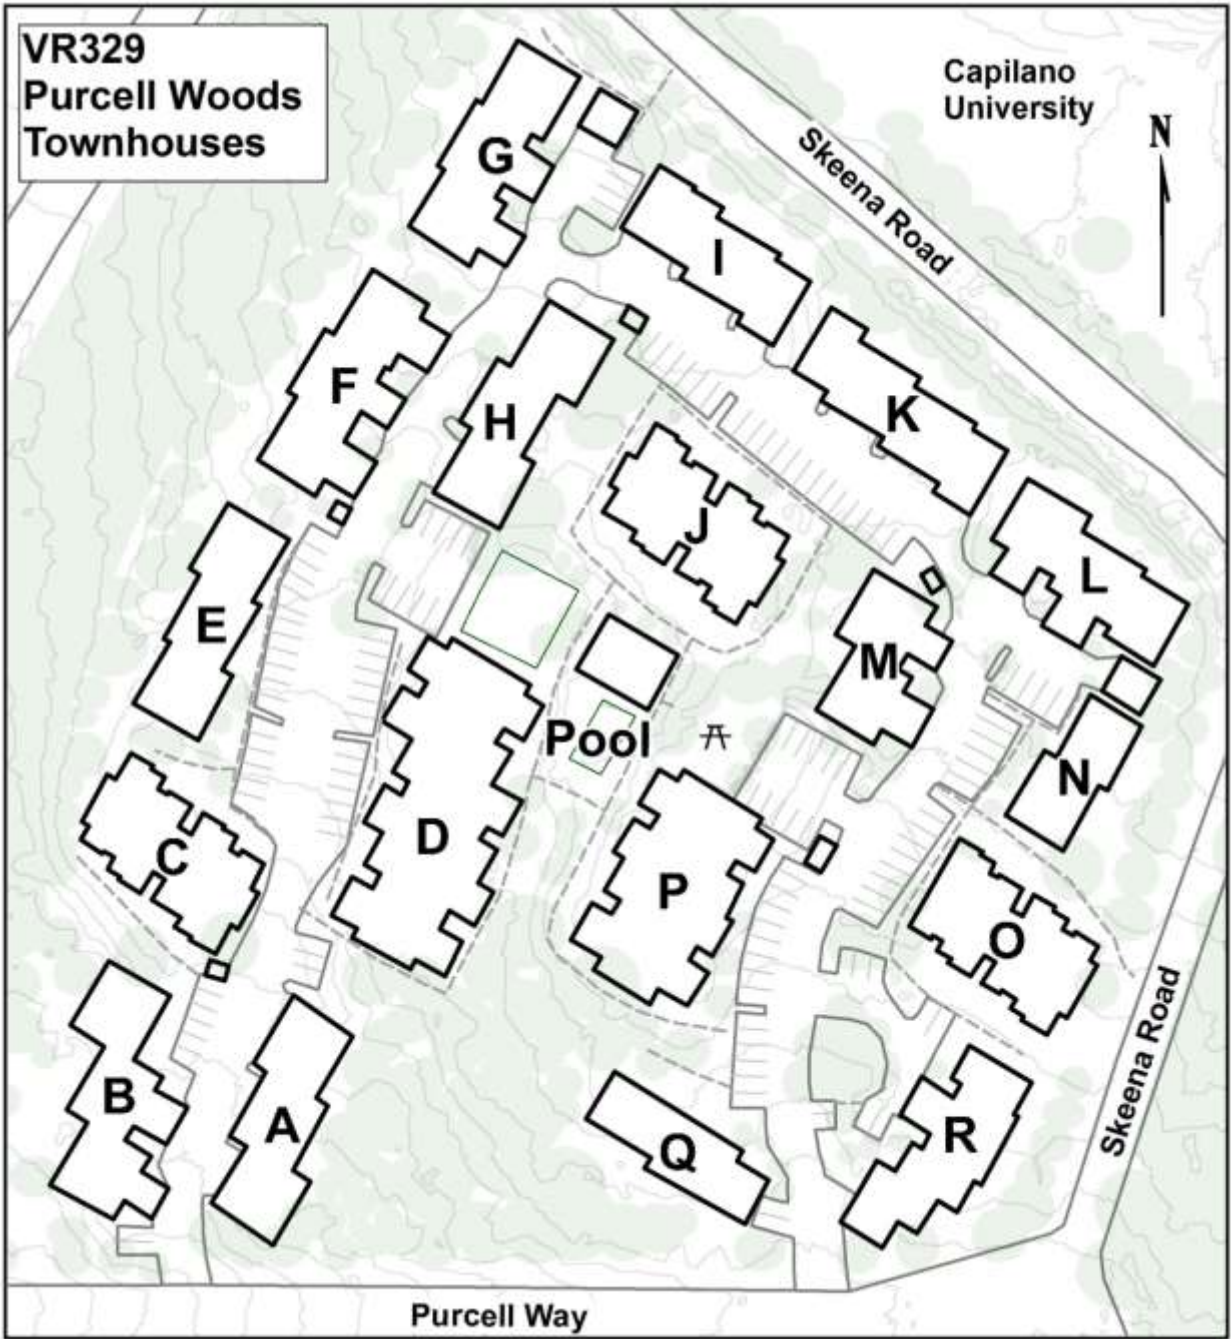 VR329
Purcell Woods
Townhouses
Capilano
University
N
Skeena Road
G
I
F
H
K
J
L
E
M
Pool
N
D
C
P
O
B
A
Q
R
Skeena Road
Purcell Way